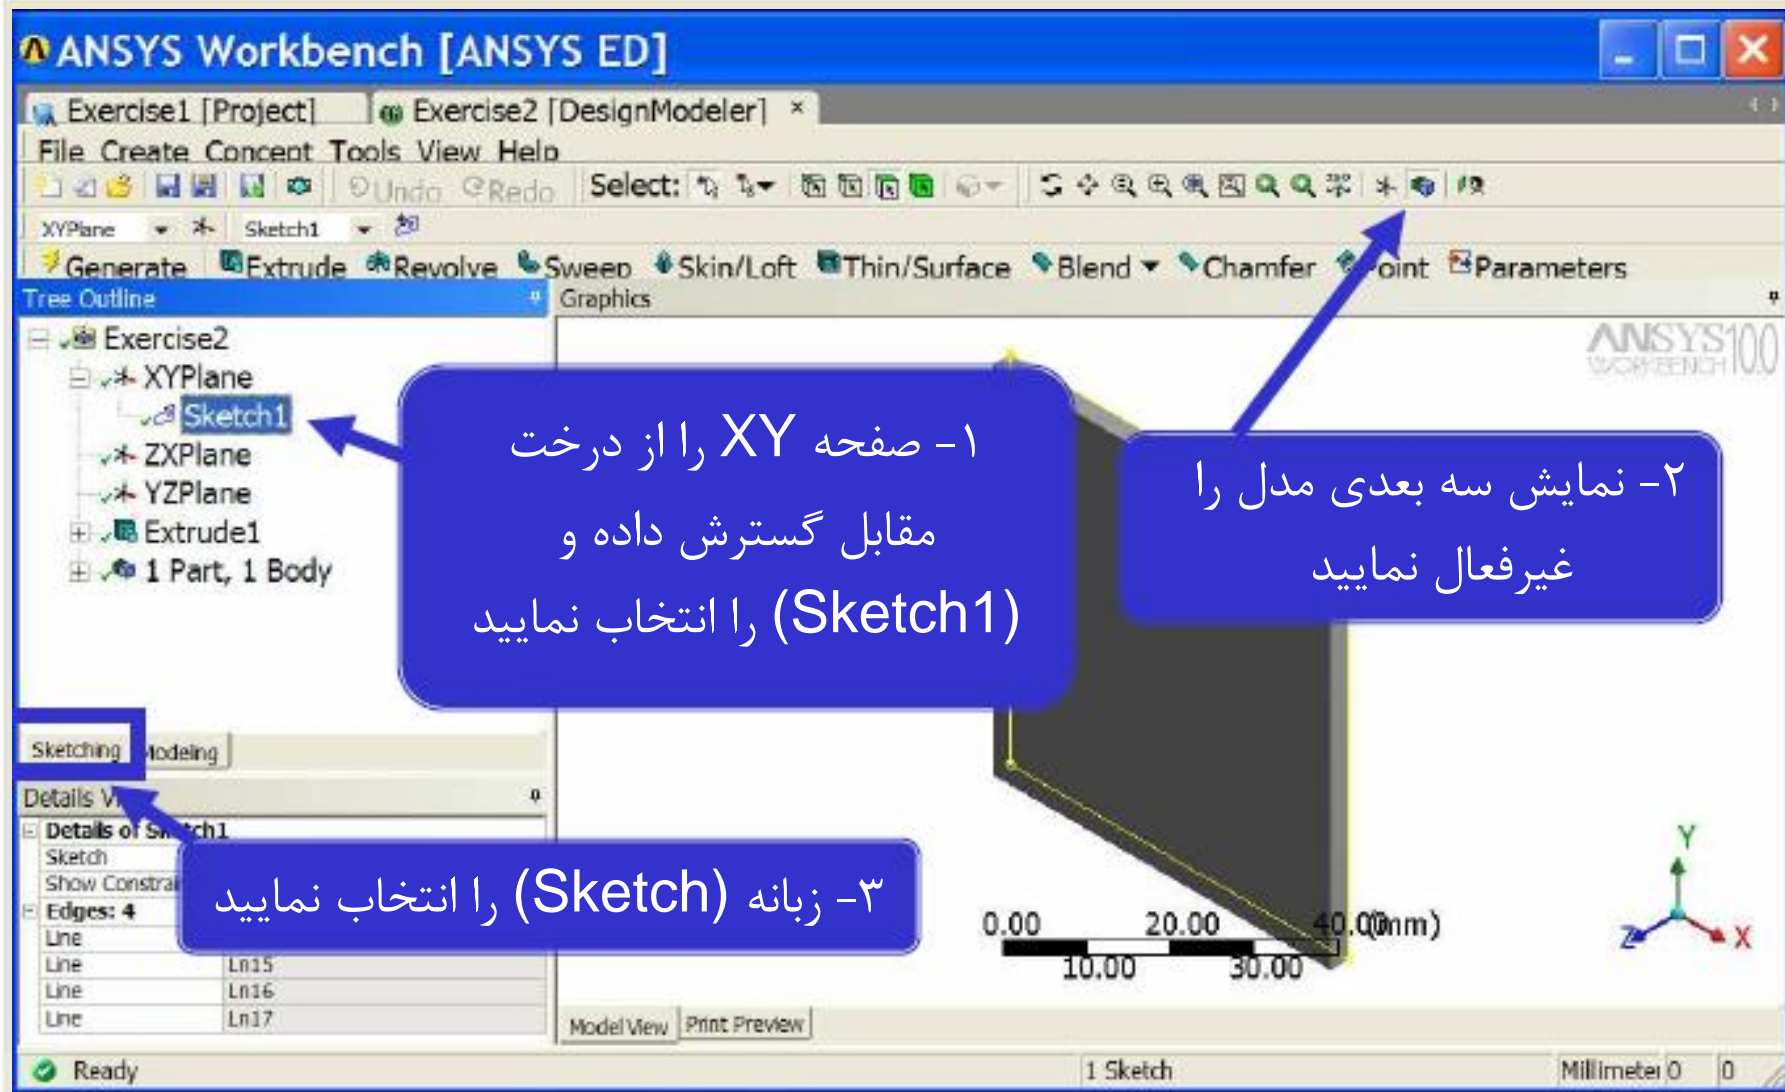 ANSYS Workbench [ANSYS ED]
Exercise1 [Project] Exercise2 [DesignModeler]
File Create Concept Tools View Help
Undo Redo Select:
XYPlane Sketch1
Generate Extrude Revolve Sweep Skin/Loft Thin/Surface Blend Chamfer Point Parameters
Tree Outline
Graphics
ANSYS 10.0
WORKBENCH
Exercise2
XYPlane
Sketch1
ZXPlane
YZPlane
Extrude1
1 Part, 1 Body
۱- صفحه XY را از درخت
مقابل گسترش داده و
(Sketch1) را انتخاب نمایید
۲- نمایش سه بعدی مدل را
غیرفعال نمایید
Sketching Modeling
Details V
Details of Sketch1
Sketch
Show Constrai
Edges: 4
Line
Line Ln15
Line Ln16
Line Ln17
۳- زبانه (Sketch) را انتخاب نمایید
0.00 20.00 40.00 (mm)
10.00 30.00
Y
Z X
Model View Print Preview
Ready 1 Sketch Millimeter 0 0